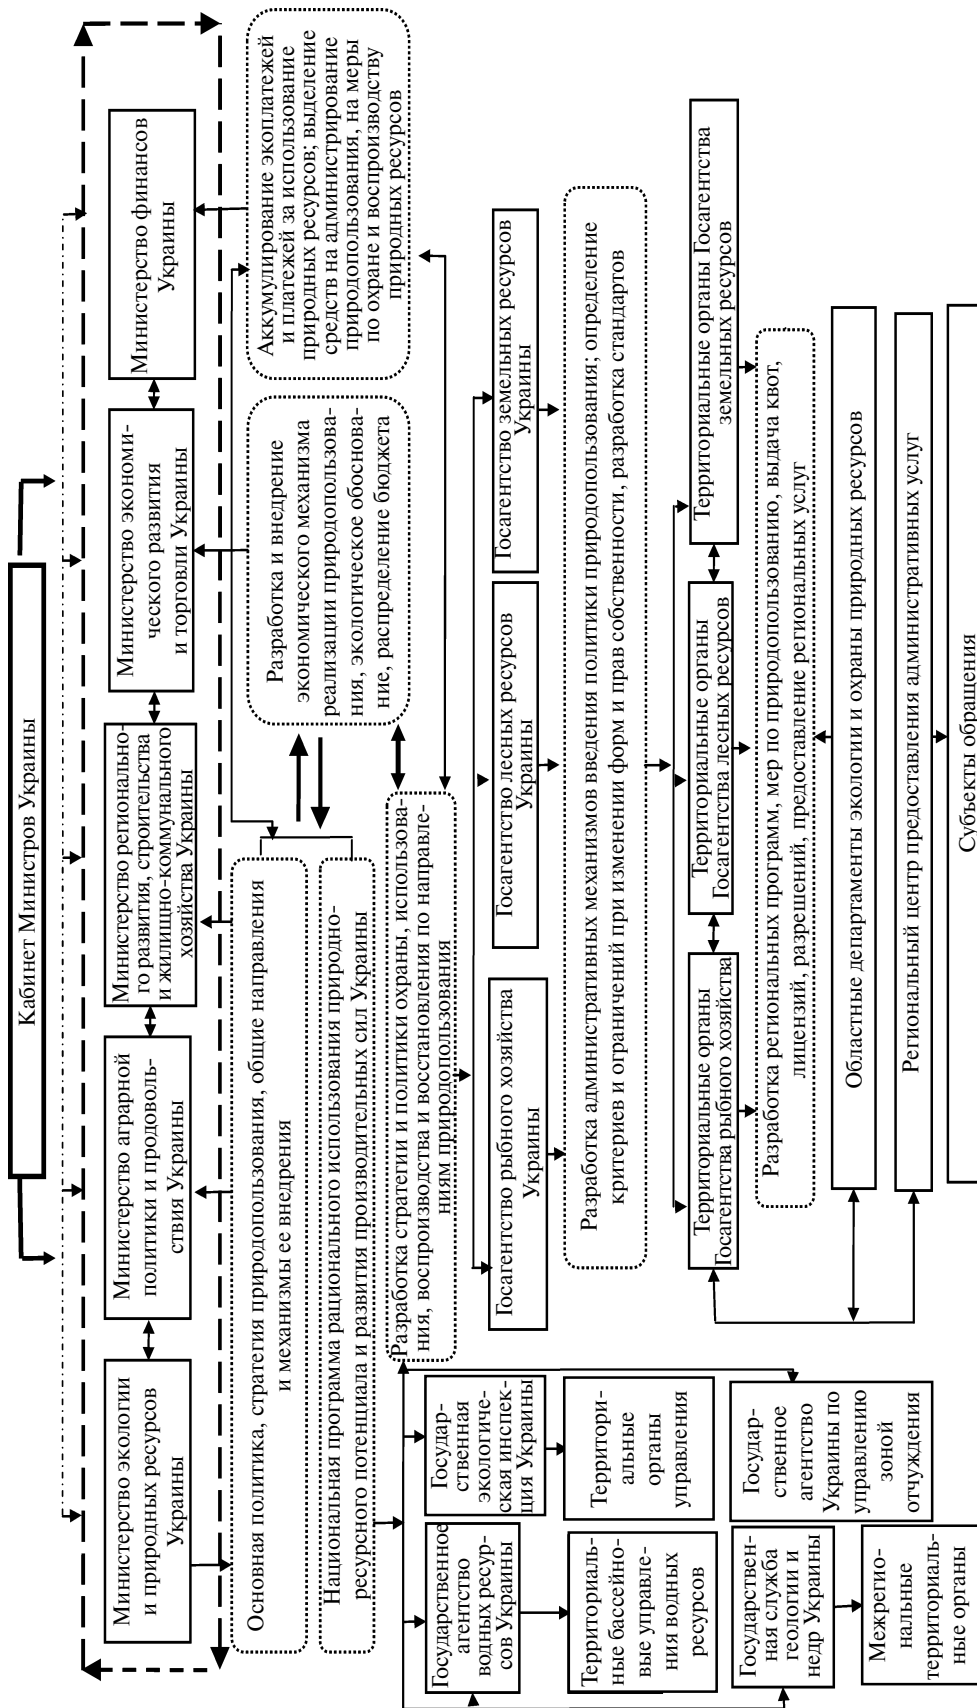 Кабинет Министров Украины
Министерство экологии
и природных ресурсов
Украины
Министерство аграрной
политики и продоволь-
ствия Украины
Министерство регионально-
го развития, строительства
и жилищно-коммунального
хозяйства Украины
Министерство экономи-
ческого развития
и торговли Украины
Министерство финансов
Украины
Основная политика, стратегия природопользования, общие направления
и механизмы ее внедрения
Национальная программа рационального использования природно-
ресурсного потенциала и развития производительных сил Украины
Разработка и внедрение
экономического механизма
реализации природопользова-
ния, экологическое обоснова-
ние, распределение бюджета
Аккумулирование экоплатежей
и платежей за использование
природных ресурсов; выделение
средств на администрирование
природопользования, на меры
по охране и воспроизводству
природных ресурсов
Разработка стратегии и политики охраны, использова-
ния, воспроизводства и восстановления по направле-
ниям природопользования
Государственное
агентство
водных ресур-
сов Украины
Государ-
ственная
экологиче-
ская инспек-
ция Украины
Госагентство рыбного хозяйства
Украины
Госагентство лесных ресурсов
Украины
Госагентство земельных ресурсов
Украины
Территориаль-
ные бассейно-
вые управле-
ния водных
ресурсов
Территори-
альные
органы
управления
Разработка административных механизмов введения политики природопользования; определение
критериев и ограничений при изменении форм и прав собственности, разработка стандартов
Государствен-
ная служба
геологии и
недр Украины
Государ-
ственное
агентство
Украины по
управлению
зоной
отчуждения
Территориальные органы
Госагентства рыбного хозяйства
Территориальные органы
Госагентства лесных ресурсов
Территориальные органы Госагентства
земельных ресурсов
Разработка региональных программ, мер по природопользованию, выдача квот,
лицензий, разрешений, предоставление региональных услуг
Межрегио-
нальные
территориаль-
ные органы
Областные департаменты экологии и охраны природных ресурсов
Региональный центр предоставления административных услуг
Субъекты обращения